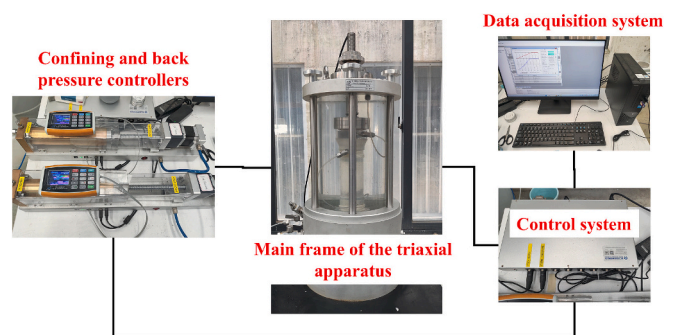 Data acquisition system
Confining and back
pressure controllers
Control system
Main frame of the triaxial
apparatus